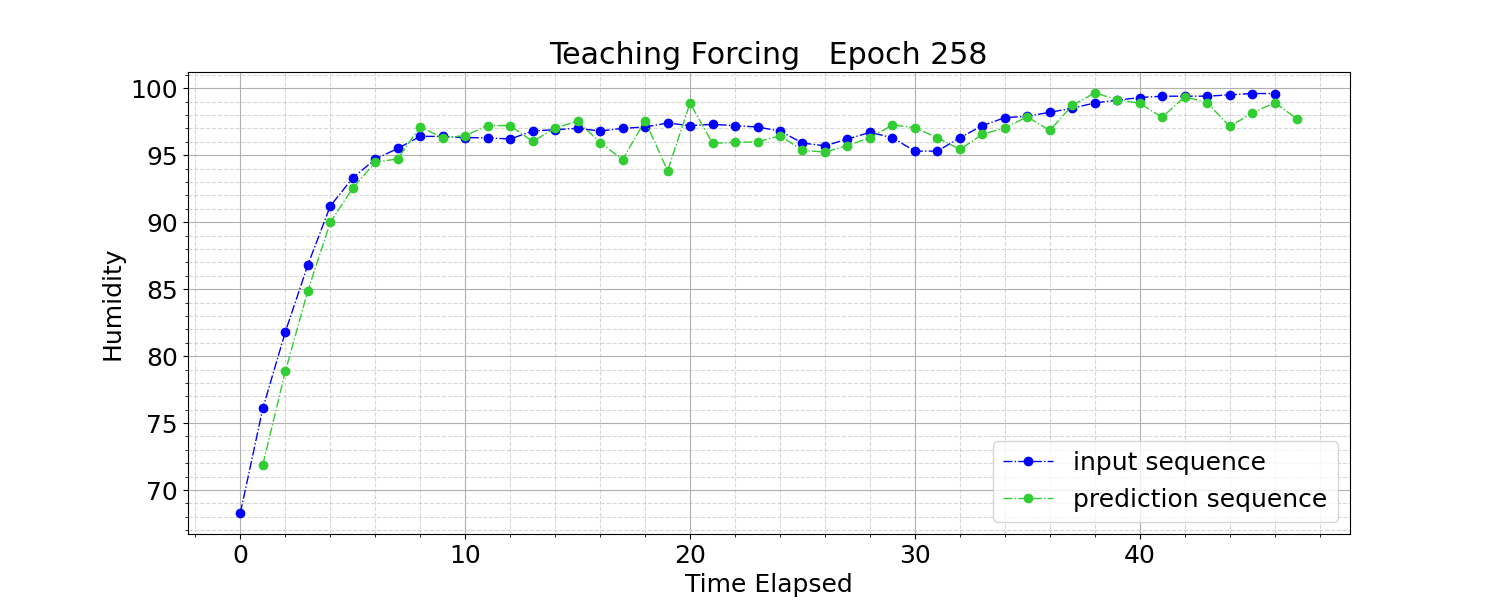 Teaching Forcing   Epoch 258
100
95
90
85
80
75
70
Humidity
0 10 20 30 40
Time Elapsed
input sequence
prediction sequence